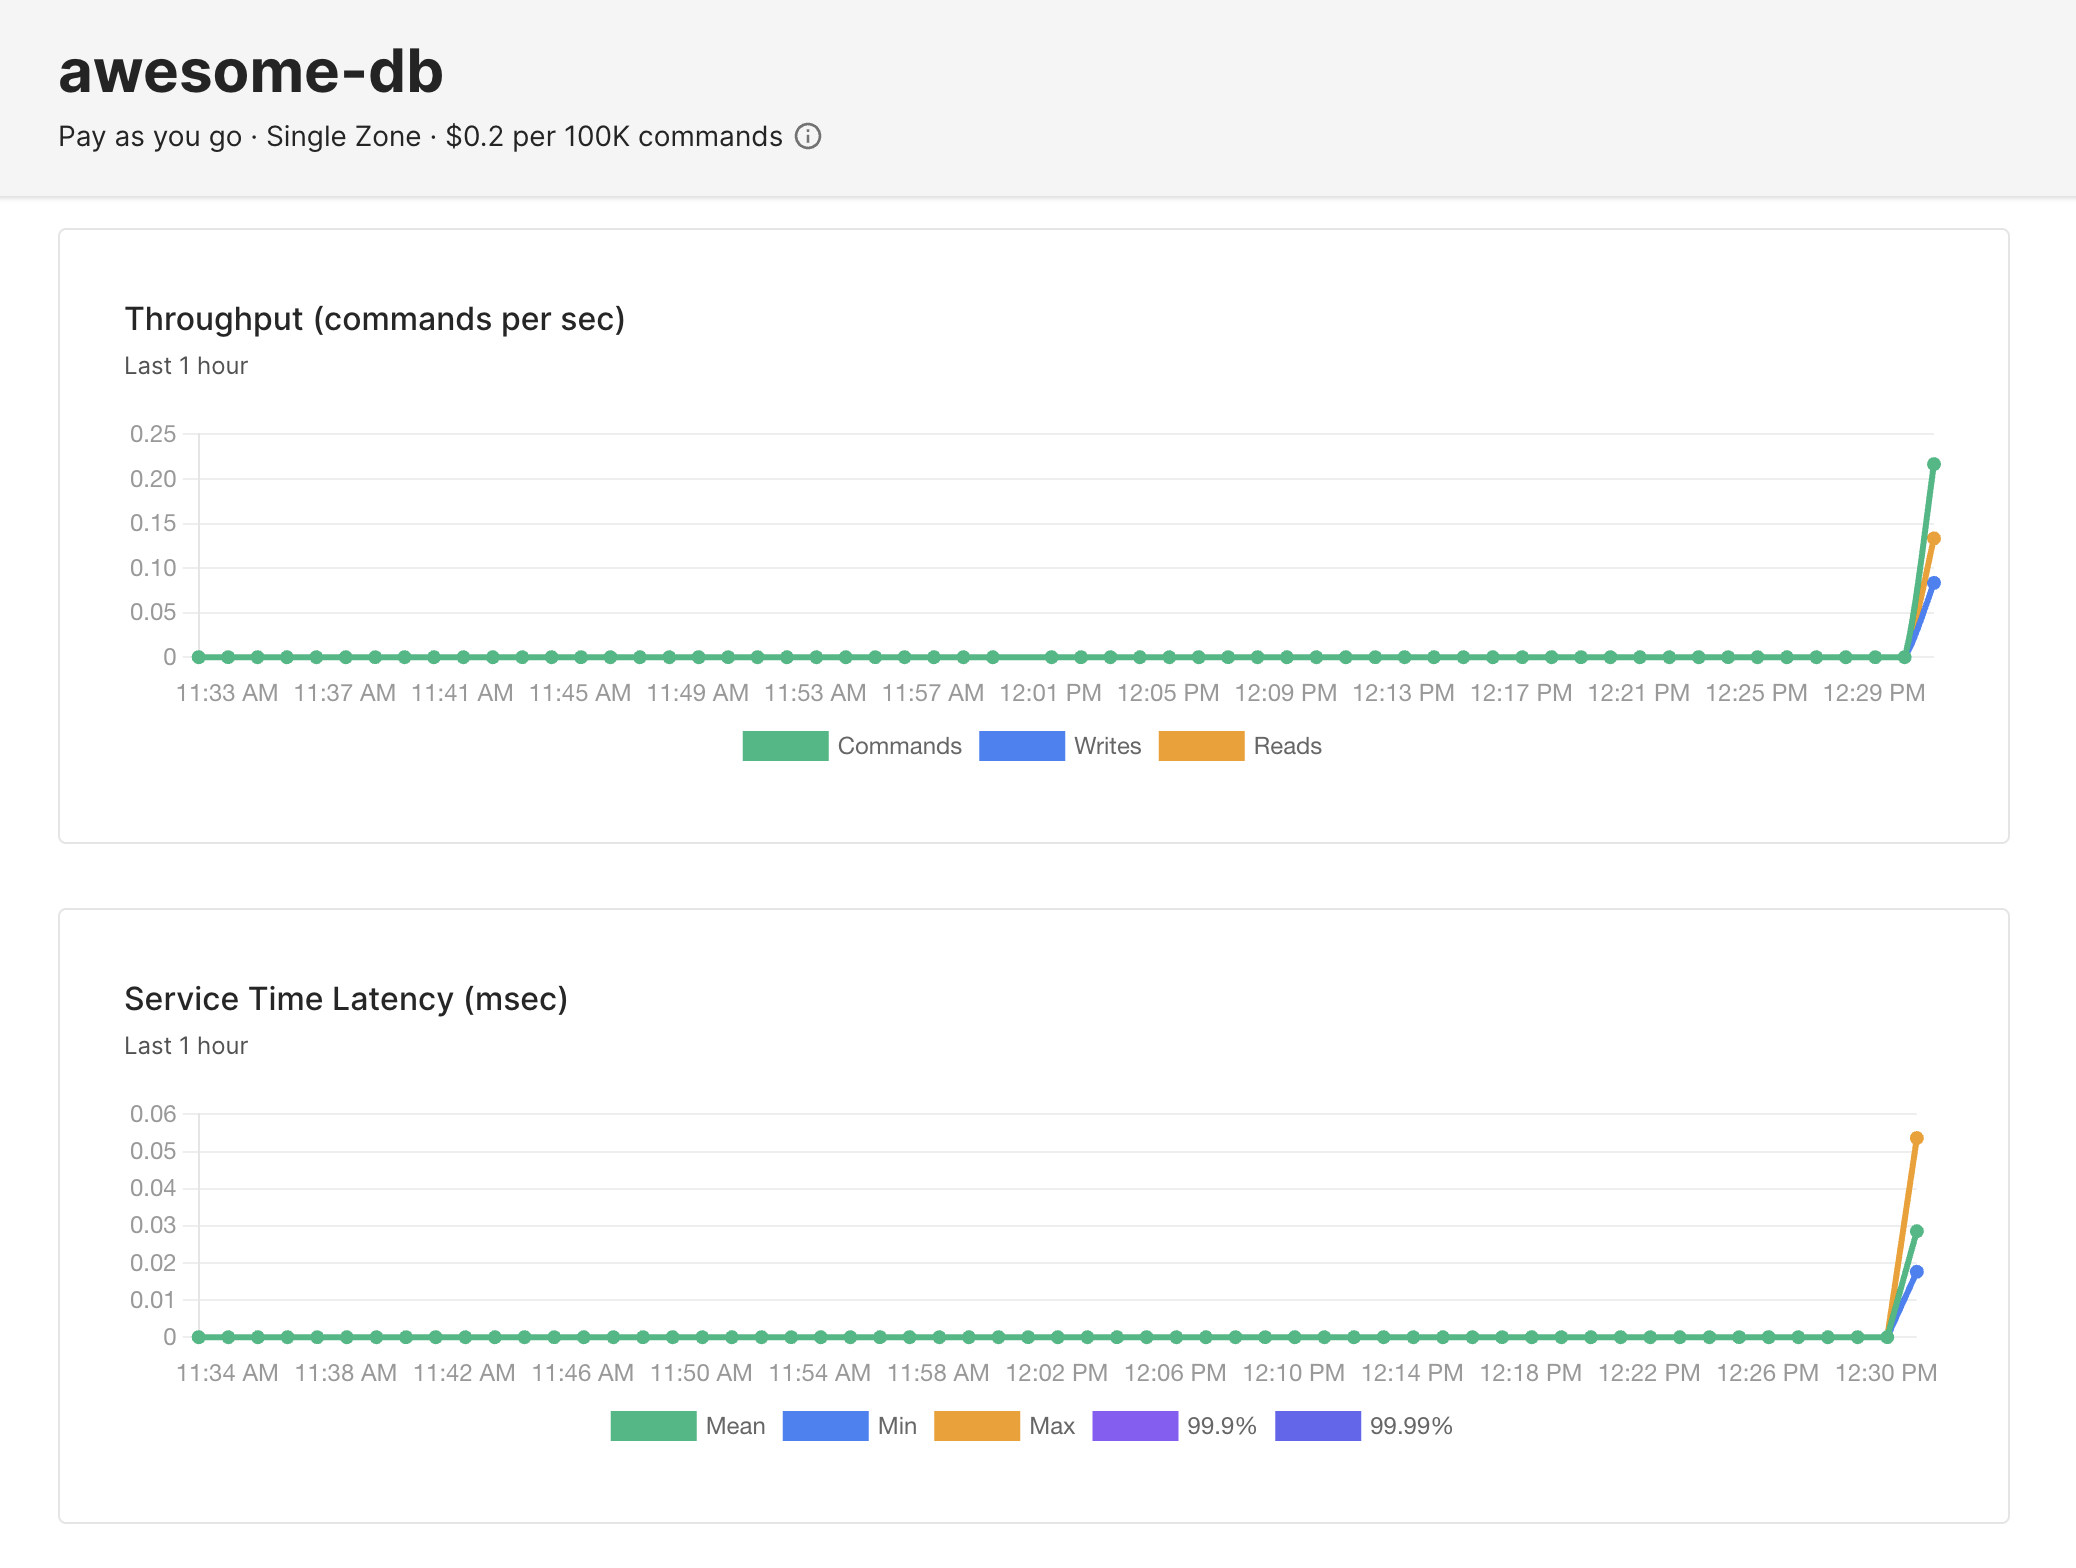 awesome-db
Pay as you go · Single Zone · $0.2 per 100K commands
Throughput (commands per sec)
Last 1 hour
0.25
0.20
0.15
0.10
0.05
0
11:33 AM 11:37 AM 11:41 AM 11:45 AM 11:49 AM 11:53 AM 11:57 AM 12:01 PM 12:05 PM 12:09 PM 12:13 PM 12:17 PM 12:21 PM 12:25 PM 12:29 PM
Commands Writes Reads
Service Time Latency (msec)
Last 1 hour
0.06
0.05
0.04
0.03
0.02
0.01
0
11:34 AM 11:38 AM 11:42 AM 11:46 AM 11:50 AM 11:54 AM 11:58 AM 12:02 PM 12:06 PM 12:10 PM 12:14 PM 12:18 PM 12:22 PM 12:26 PM 12:30 PM
Mean Min Max 99.9% 99.99%